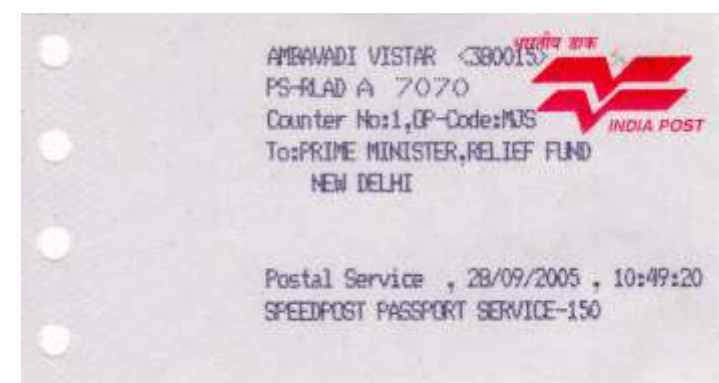 भारतीय डाक
AMBAVADI VISTAR <380015>
PS-RLAD A 7070
Counter No:1,OP-Code:MJS
INDIA POST
To:PRIME MINISTER,RELIEF FUND
NEW DELHI
Postal Service , 28/09/2005 , 10:49:20
SPEEDPOST PASSPORT SERVICE-150